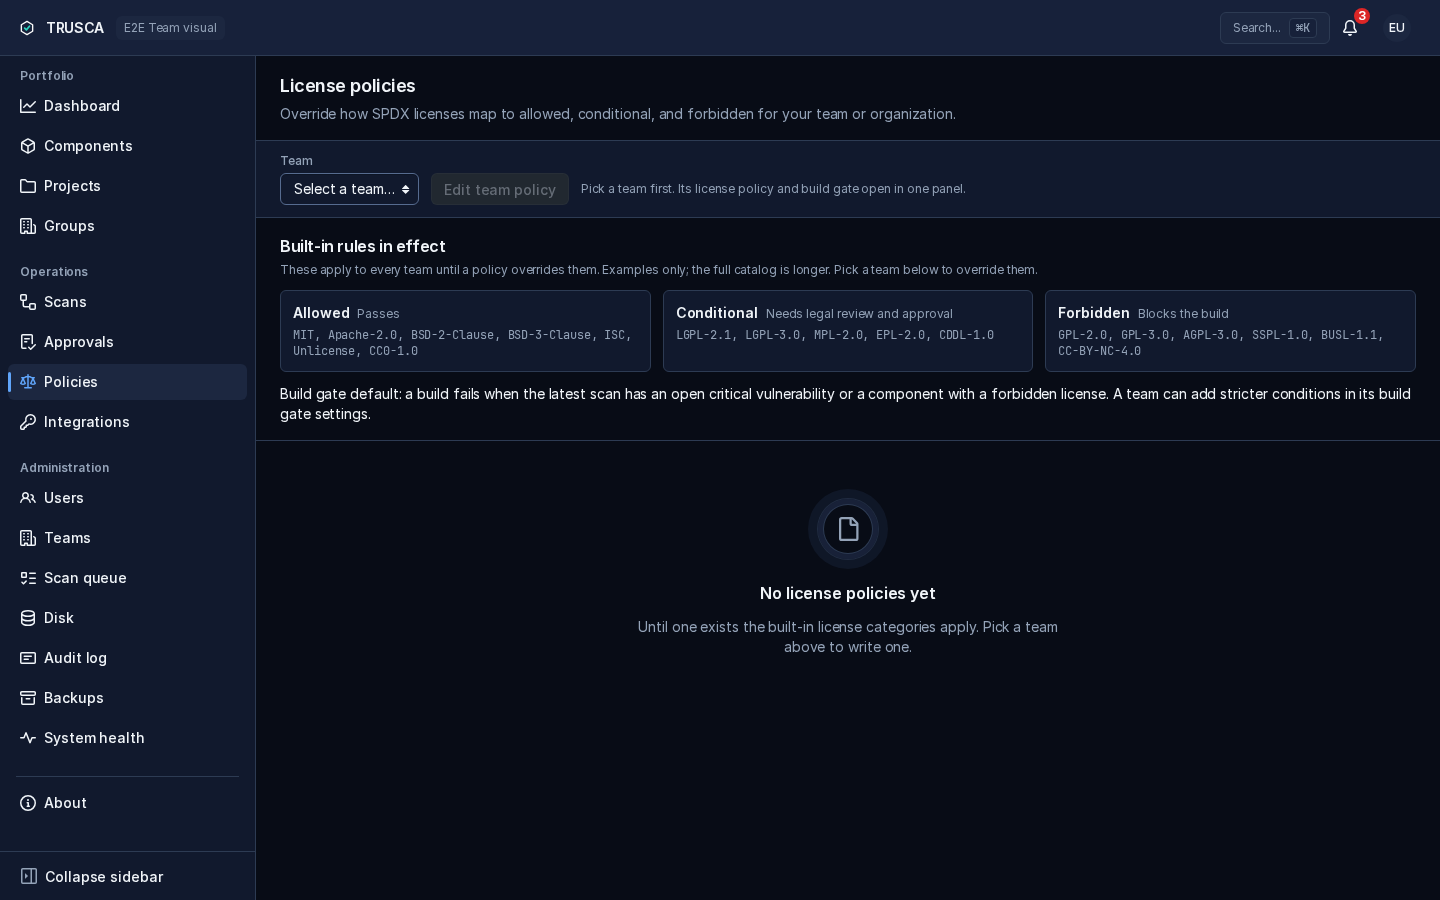 TRUSCA
E2E Team visual
Search... ⌘K
3
EU
Portfolio
Dashboard
Components
Projects
Groups
Operations
Scans
Approvals
Policies
Integrations
Administration
Users
Teams
Scan queue
Disk
Audit log
Backups
System health
About
Collapse sidebar
License policies
Override how SPDX licenses map to allowed, conditional, and forbidden for your team or organization.
Team
Select a team...
Edit team policy
Pick a team first. Its license policy and build gate open in one panel.
Built-in rules in effect
These apply to every team until a policy overrides them. Examples only; the full catalog is longer. Pick a team below to override them.
Allowed Passes
MIT, Apache-2.0, BSD-2-Clause, BSD-3-Clause, ISC,
Unlicense, CC0-1.0
Conditional Needs legal review and approval
LGPL-2.1, LGPL-3.0, MPL-2.0, EPL-2.0, CDDL-1.0
Forbidden Blocks the build
GPL-2.0, GPL-3.0, AGPL-3.0, SSPL-1.0, BUSL-1.1,
CC-BY-NC-4.0
Build gate default: a build fails when the latest scan has an open critical vulnerability or a component with a forbidden license. A team can add stricter conditions in its build
gate settings.
No license policies yet
Until one exists the built-in license categories apply. Pick a team
above to write one.